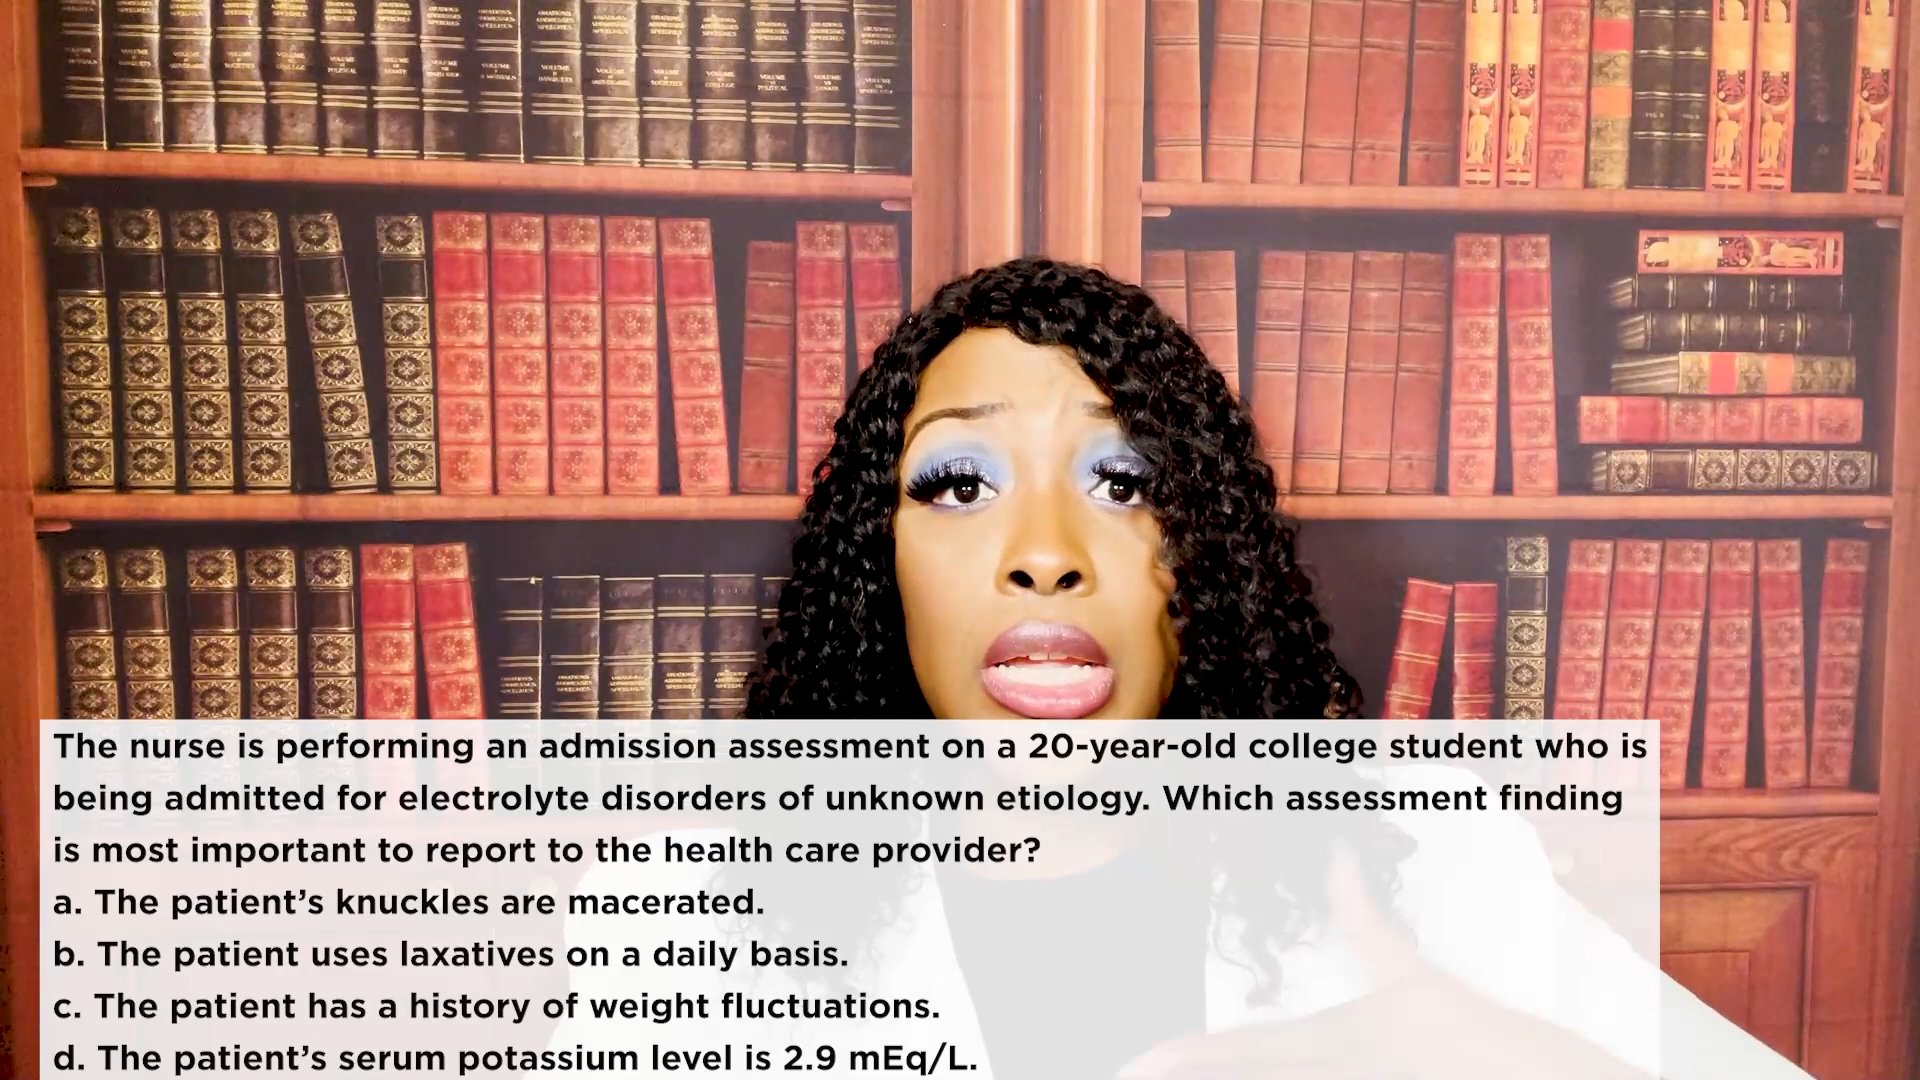 The nurse is performing an admission assessment on a 20-year-old college student who is
being admitted for electrolyte disorders of unknown etiology. Which assessment finding
is most important to report to the health care provider?
a. The patient’s knuckles are macerated.
b. The patient uses laxatives on a daily basis.
c. The patient has a history of weight fluctuations.
d. The patient’s serum potassium level is 2.9 mEq/L.